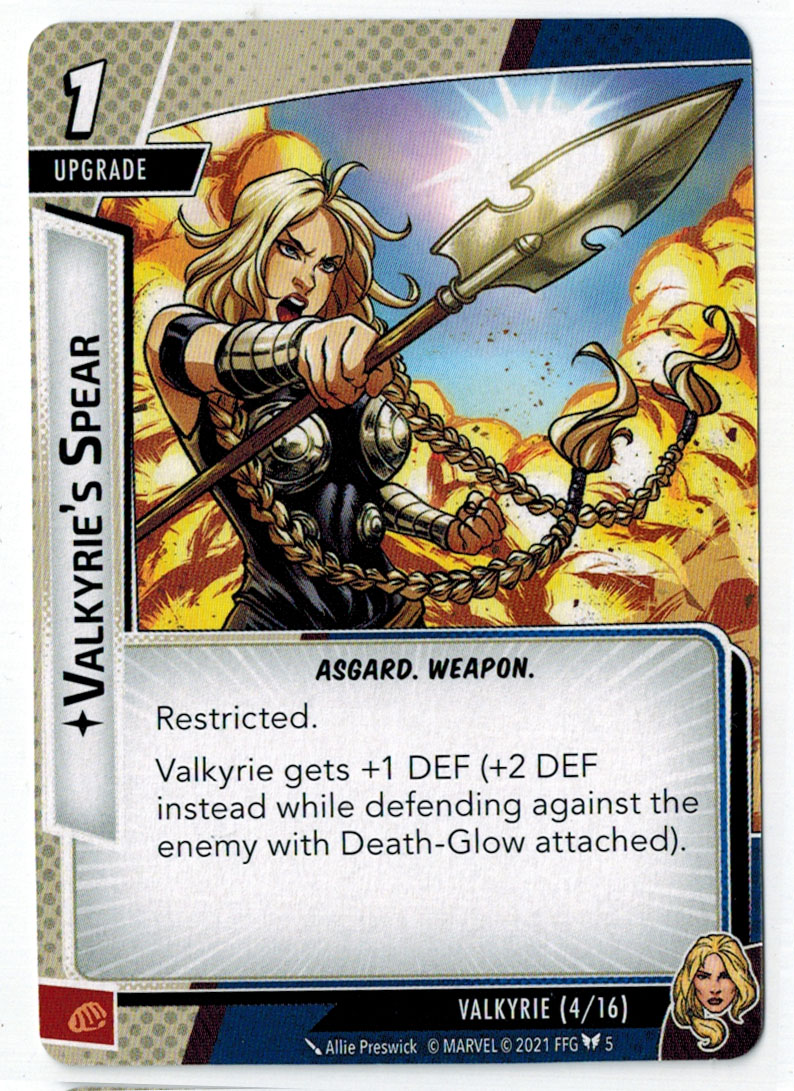 1
UPGRADE
VALKYRIE'S SPEAR
ASGARD. WEAPON.
Restricted.
Valkyrie gets +1 DEF (+2 DEF
instead while defending against the
enemy with Death-Glow attached).
VALKYRIE (4/16)
Allie Preswick © MARVEL © 2021 FFG 5